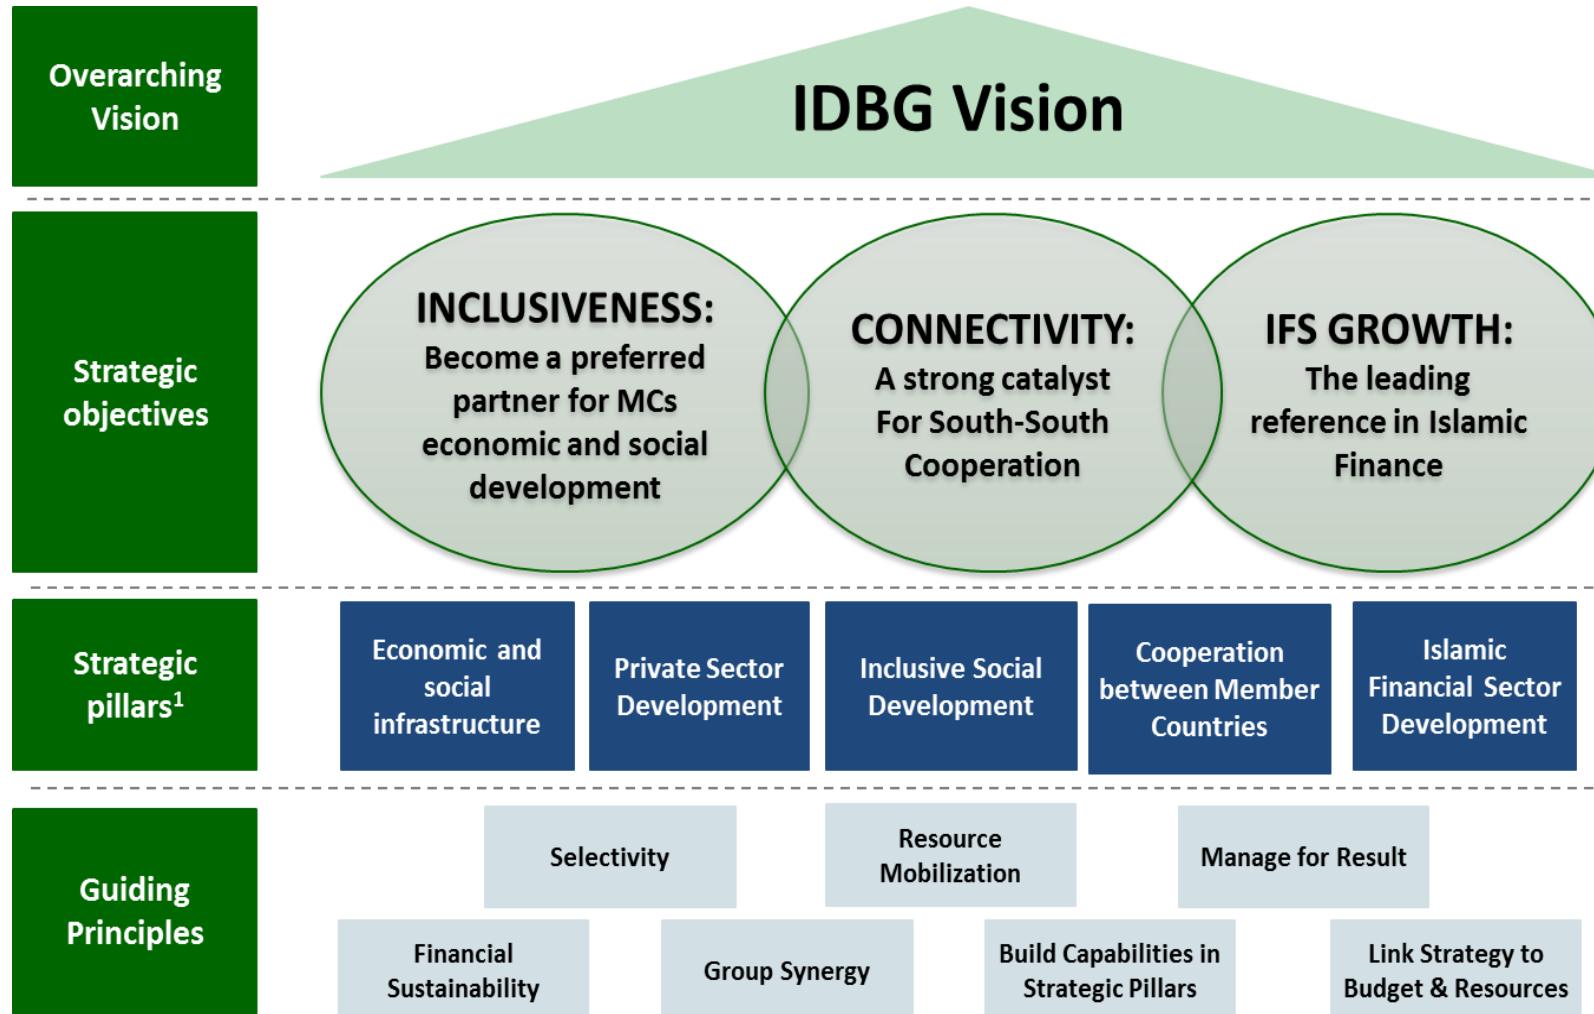 Overarching
Vision
IDBG Vision
Strategic
objectives
INCLUSIVENESS:
Become a preferred
partner for MCs
economic and social
development
CONNECTIVITY:
A strong catalyst
For South-South
Cooperation
IFS GROWTH:
The leading
reference in Islamic
Finance
Strategic
pillars¹
Economic and
social
infrastructure
Private Sector
Development
Inclusive Social
Development
Cooperation
between Member
Countries
Islamic
Financial Sector
Development
Guiding
Principles
Selectivity
Resource
Mobilization
Manage for Result
Financial
Sustainability
Group Synergy
Build Capabilities in
Strategic Pillars
Link Strategy to
Budget & Resources